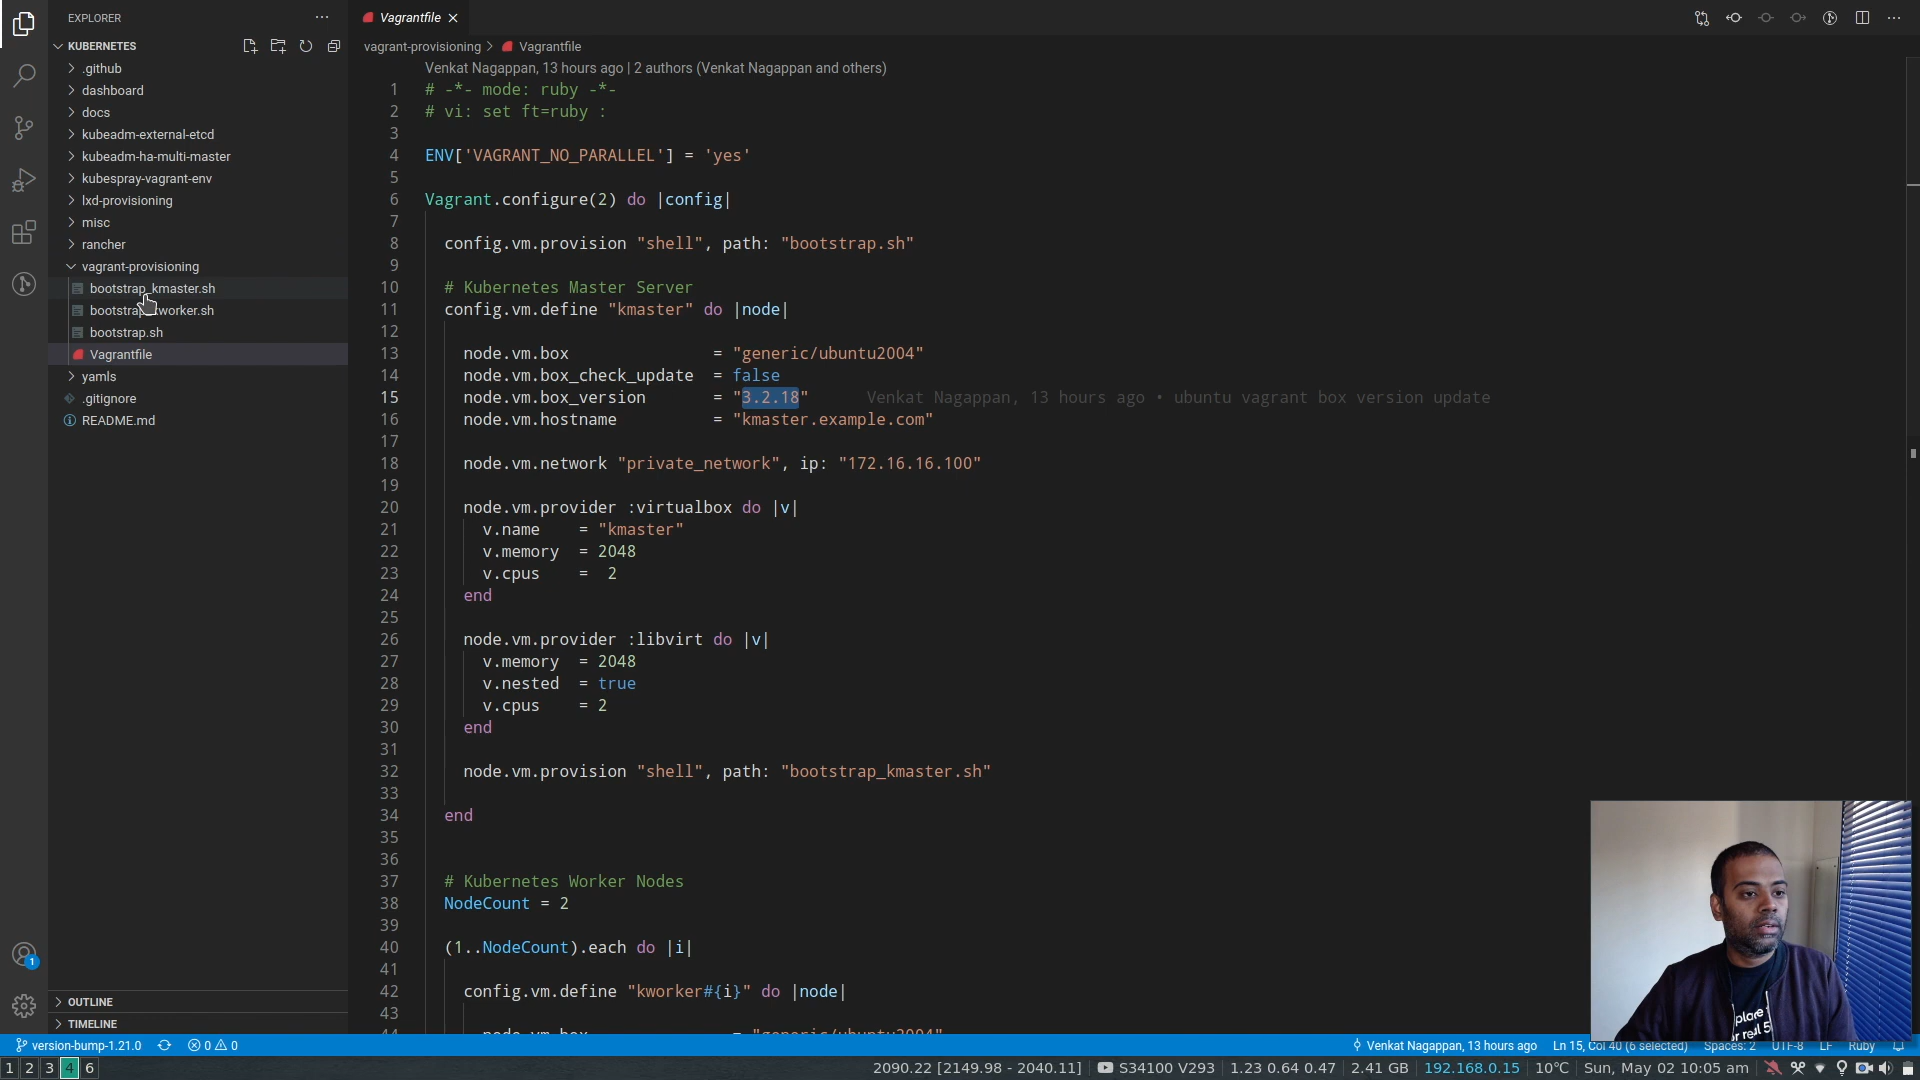 EXPLORER
Vagrantfile
KUBERNETES
vagrant-provisioning > Vagrantfile
.github
dashboard
docs
kubeadm-external-etcd
kubeadm-ha-multi-master
kubespray-vagrant-env
lxd-provisioning
misc
rancher
vagrant-provisioning
bootstrap_kmaster.sh
bootstrap worker.sh
bootstrap.sh
Vagrantfile
yamls
.gitignore
README.md
OUTLINE
TIMELINE
Venkat Nagappan, 13 hours ago | 2 authors (Venkat Nagappan and others)
1 # -*- mode: ruby -*-
2 # vi: set ft=ruby :
3
4 ENV['VAGRANT_NO_PARALLEL'] = 'yes'
5
6 Vagrant.configure(2) do |config|
7
8 config.vm.provision "shell", path: "bootstrap.sh"
9
10 # Kubernetes Master Server
11 config.vm.define "kmaster" do |node|
12
13 node.vm.box = "generic/ubuntu2004"
14 node.vm.box_check_update = false
15 node.vm.box_version = "3.2.18" Venkat Nagappan, 13 hours ago • ubuntu vagrant box version update
16 node.vm.hostname = "kmaster.example.com"
17
18 node.vm.network "private_network", ip: "172.16.16.100"
19
20 node.vm.provider :virtualbox do |v|
21 v.name = "kmaster"
22 v.memory = 2048
23 v.cpus = 2
24 end
25
26 node.vm.provider :libvirt do |v|
27 v.memory = 2048
28 v.nested = true
29 v.cpus = 2
30 end
31
32 node.vm.provision "shell", path: "bootstrap_kmaster.sh"
33
34 end
35
36
37 # Kubernetes Worker Nodes
38 NodeCount = 2
39
40 (1..NodeCount).each do |i|
41
42 config.vm.define "kworker#{i}" do |node|
43
44 node.vm.box = "generic/ubuntu2004"
place
or real 5
1
version-bump-1.21.0 0 0 Venkat Nagappan, 13 hours ago Ln 15, Col 40 (6 selected) Spaces: 2 UTF-8 LF Ruby
1 2 3 4 6 2090.22 [2149.98 - 2040.11] | S34100 V293 | 1.23 0.64 0.47 | 2.41 GB | 192.168.0.15 | 10°C | Sun, May 02 10:05 am